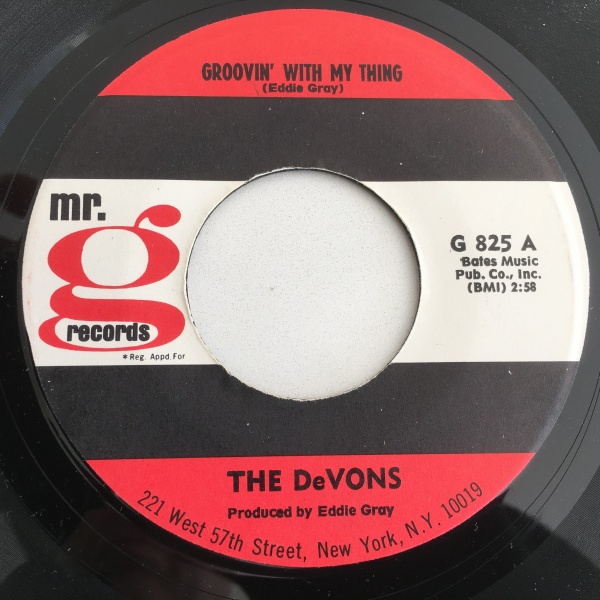 GROOVIN' WITH MY THING
(Eddie Gray)
mr.
g
records
*Reg. Appd For
G 825 A
Bates Music
Pub. Co., Inc.
(BMI) 2:58
THE DeVONS
Produced by Eddie Gray
221 West 57th Street, New York, N.Y. 10019